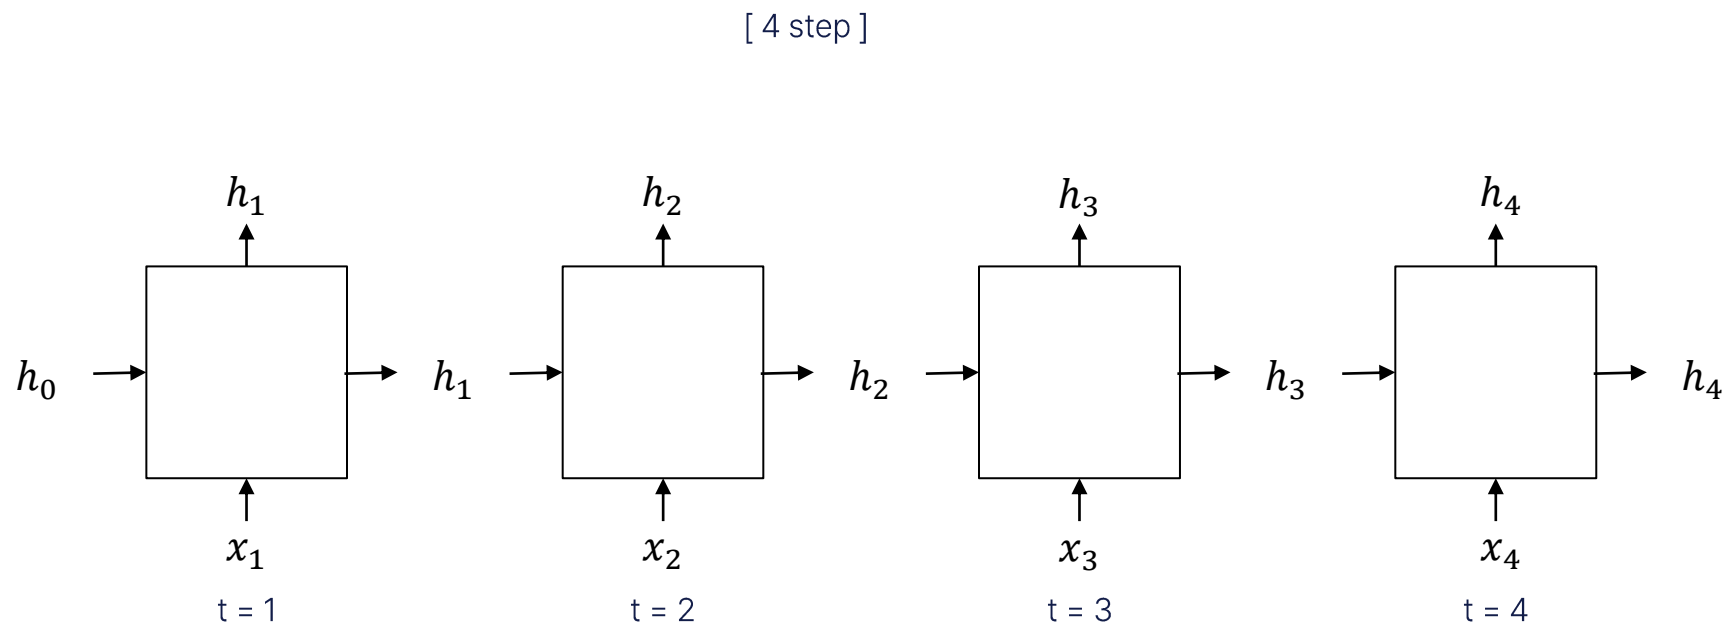 [ 4 step ]
h₁ h₂ h₃ h₄
h₀ h₁ h₂ h₃ h₄
x₁ x₂ x₃ x₄
t = 1 t = 2 t = 3 t = 4